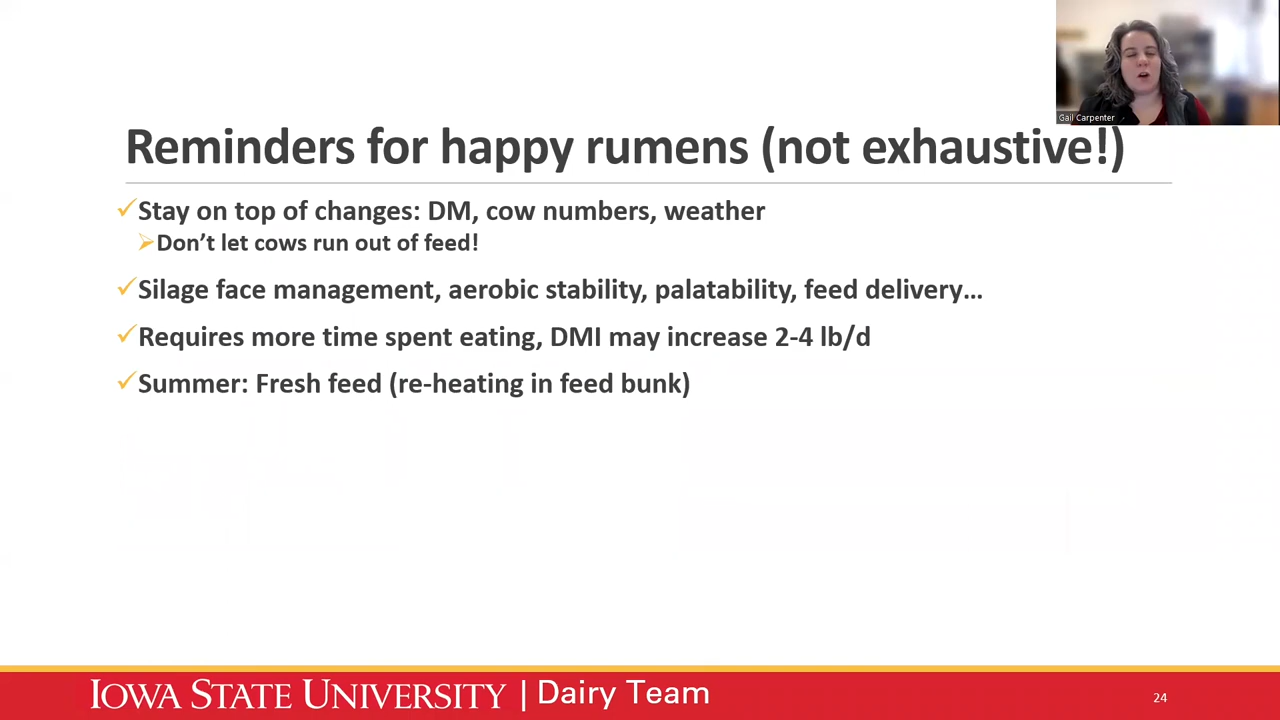 Gail Carpenter
Reminders for happy rumens (not exhaustive!)
Stay on top of changes: DM, cow numbers, weather
Don’t let cows run out of feed!
Silage face management, aerobic stability, palatability, feed delivery…
Requires more time spent eating, DMI may increase 2-4 lb/d
Summer: Fresh feed (re-heating in feed bunk)
IOWA STATE UNIVERSITY | Dairy Team
24